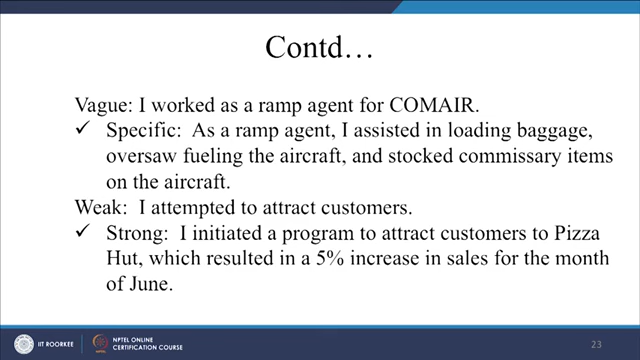 Contd…
Vague: I worked as a ramp agent for COMAIR.
✓ Specific: As a ramp agent, I assisted in loading baggage,
oversaw fueling the aircraft, and stocked commissary items
on the aircraft.
Weak: I attempted to attract customers.
✓ Strong: I initiated a program to attract customers to Pizza
Hut, which resulted in a 5% increase in sales for the month
of June.
IIT ROORKEE
NPTEL ONLINE
CERTIFICATION COURSE
23